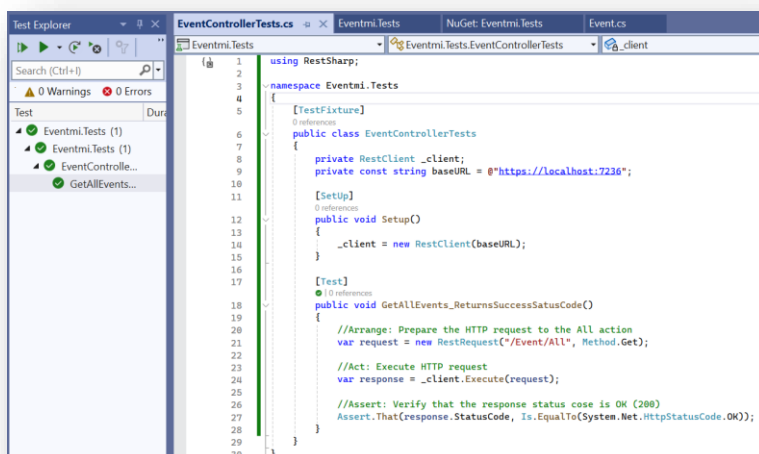 Test Explorer
Search (Ctrl+I)
0 Warnings 0 Errors
Test Dura
Eventmi.Tests (1)
Eventmi.Tests (1)
EventControlle...
GetAllEvents...
EventControllerTests.cs Eventmi.Tests NuGet: Eventmi.Tests Event.cs
Eventmi.Tests Eventmi.Tests.EventControllerTests _client
1 using RestSharp;
2
3 namespace Eventmi.Tests
4 {
5 [TestFixture]
0 references
6 public class EventControllerTests
7 {
8 private RestClient _client;
9 private const string baseURL = @"https://localhost:7236";
10
11 [SetUp]
0 references
12 public void Setup()
13 {
14 _client = new RestClient(baseURL);
15 }
16
17 [Test]
| 0 references
18 public void GetAllEvents_ReturnsSuccessSatusCode()
19 {
20 //Arrange: Prepare the HTTP request to the All action
21 var request = new RestRequest("/Event/All", Method.Get);
22
23 //Act: Execute HTTP request
24 var response = _client.Execute(request);
25
26 //Assert: Verify that the response status cose is OK (200)
27 Assert.That(response.StatusCode, Is.EqualTo(System.Net.HttpStatusCode.OK));
28 }
29 }
30 }